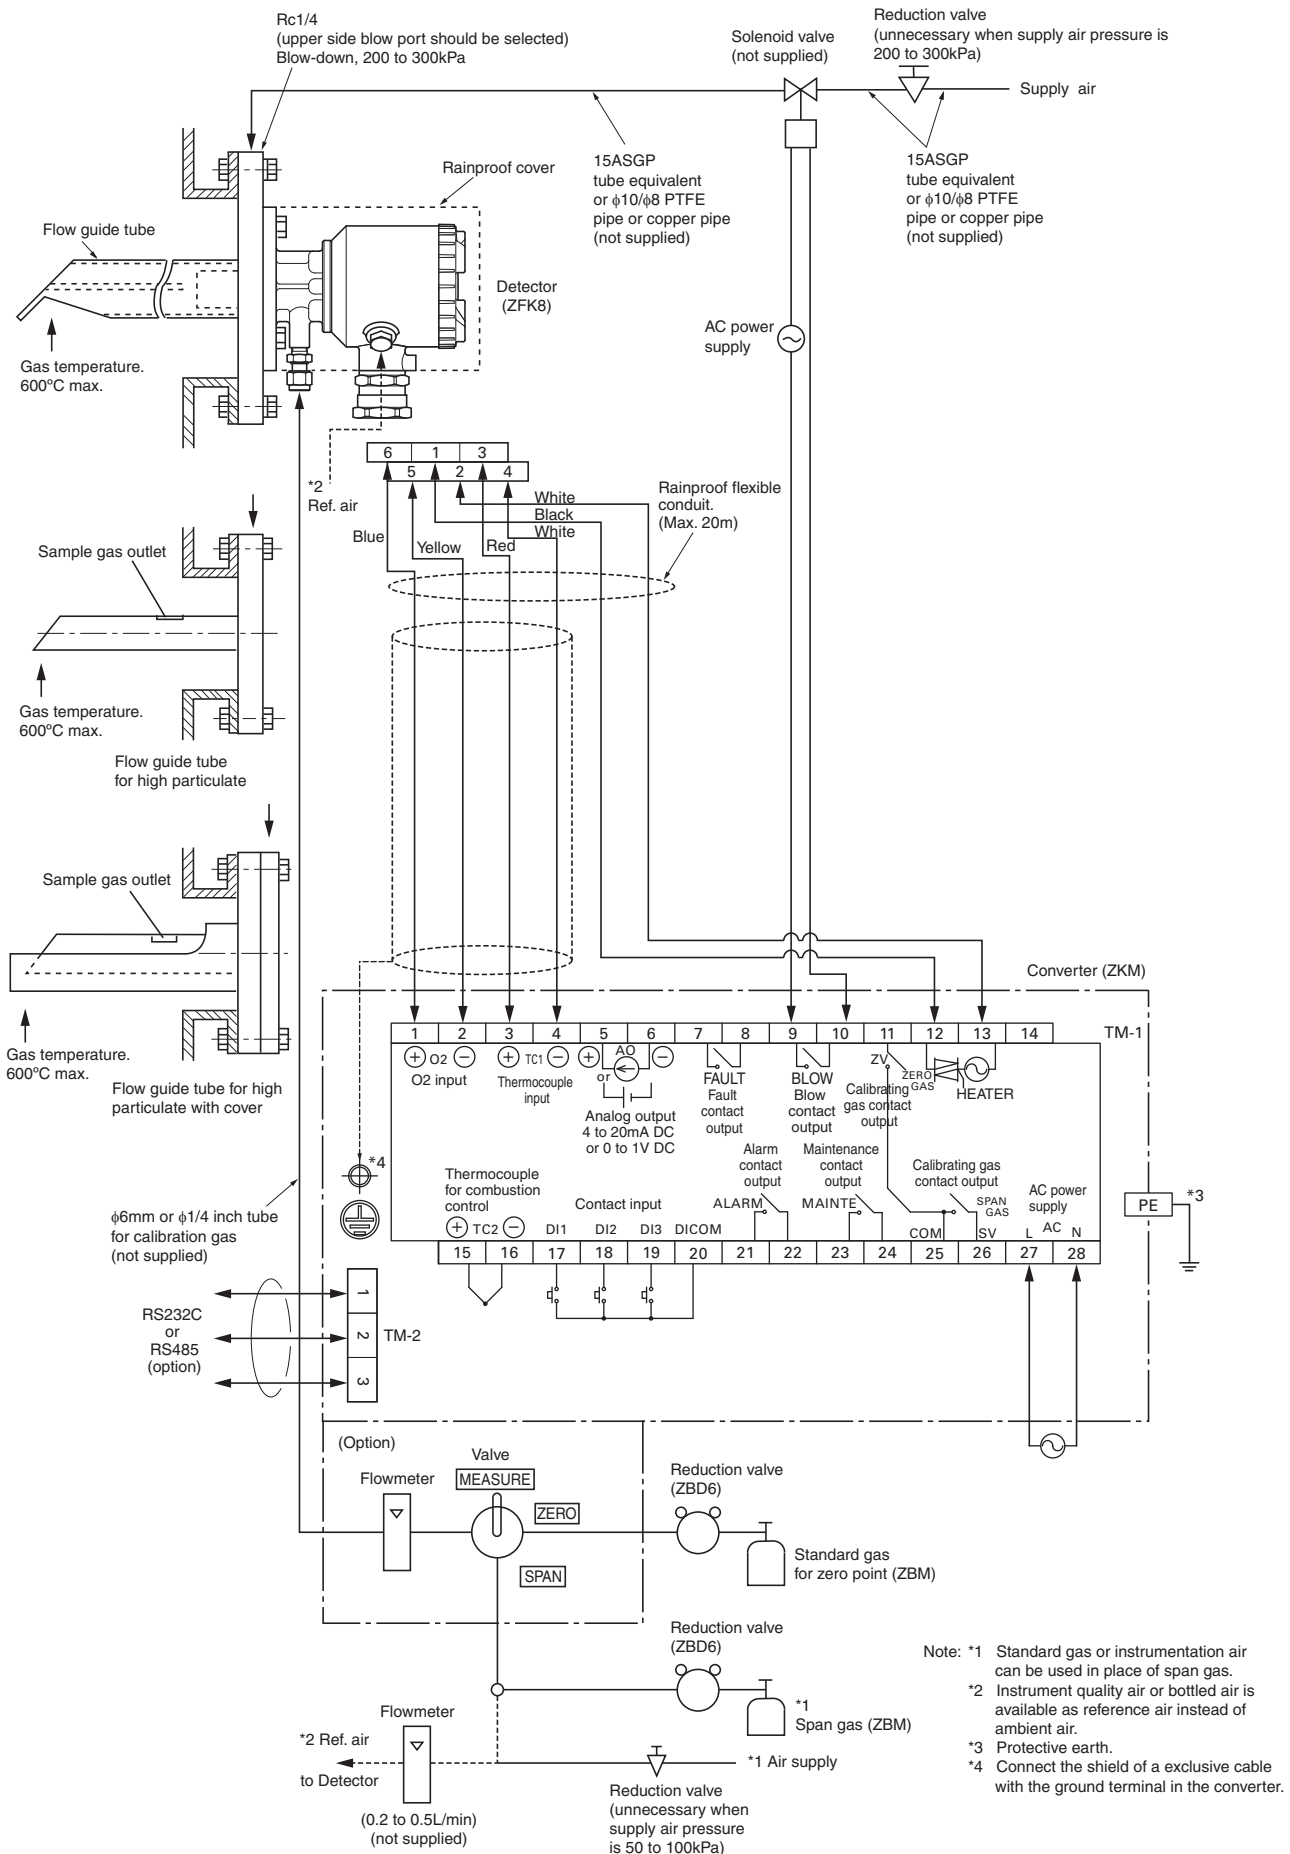 Rc1/4
(upper side blow port should be selected)
Blow-down, 200 to 300kPa
Solenoid valve
(not supplied)
Reduction valve
(unnecessary when supply air pressure is
200 to 300kPa)
Supply air
15ASGP
tube equivalent
or ϕ10/ϕ8 PTFE
pipe or copper pipe
(not supplied)
15ASGP
tube equivalent
or ϕ10/ϕ8 PTFE
pipe or copper pipe
(not supplied)
Rainproof cover
Flow guide tube
Detector
(ZFK8)
AC power
supply
Gas temperature.
600ºC max.
6 1 3
5 2 4
*2
Ref. air
White
Black
White
Blue
Yellow
Red
Rainproof flexible
conduit.
(Max. 20m)
Sample gas outlet
Gas temperature.
600ºC max.
Flow guide tube
for high particulate
Sample gas outlet
Gas temperature.
600ºC max.
Flow guide tube for high
particulate with cover
Converter (ZKM)
1 2 3 4 5 6 7 8 9 10 11 12 13 14
TM-1
+ O2 −
O2 input
+ TC1 −
Thermocouple
input
+ AO −
or
Analog output
4 to 20mA DC
or 0 to 1V DC
FAULT
Fault
contact
output
BLOW
Blow
contact
output
ZV
ZERO
GAS
Calibrating
gas contact
output
HEATER
*4
Thermocouple
for combustion
control
+ TC2 −
Contact input
DI1 DI2 DI3 DICOM
Alarm
contact
output
ALARM
Maintenance
contact
output
MAINTE
Calibrating gas
contact output
SPAN
GAS
COM
SV
AC power
supply
L AC N
15 16 17 18 19 20 21 22 23 24 25 26 27 28
PE
*3
ϕ6mm or ϕ1/4 inch tube
for calibration gas
(not supplied)
RS232C
or
RS485
(option)
1
2
3
TM-2
(Option)
Flowmeter
Valve
MEASURE
ZERO
SPAN
Reduction valve
(ZBD6)
Standard gas
for zero point (ZBM)
Reduction valve
(ZBD6)
*1
Span gas (ZBM)
Flowmeter
*2 Ref. air
to Detector
(0.2 to 0.5L/min)
(not supplied)
*1 Air supply
Reduction valve
(unnecessary when
supply air pressure
is 50 to 100kPa)
Note: *1 Standard gas or instrumentation air
can be used in place of span gas.
*2 Instrument quality air or bottled air is
available as reference air instead of
ambient air.
*3 Protective earth.
*4 Connect the shield of a exclusive cable
with the ground terminal in the converter.